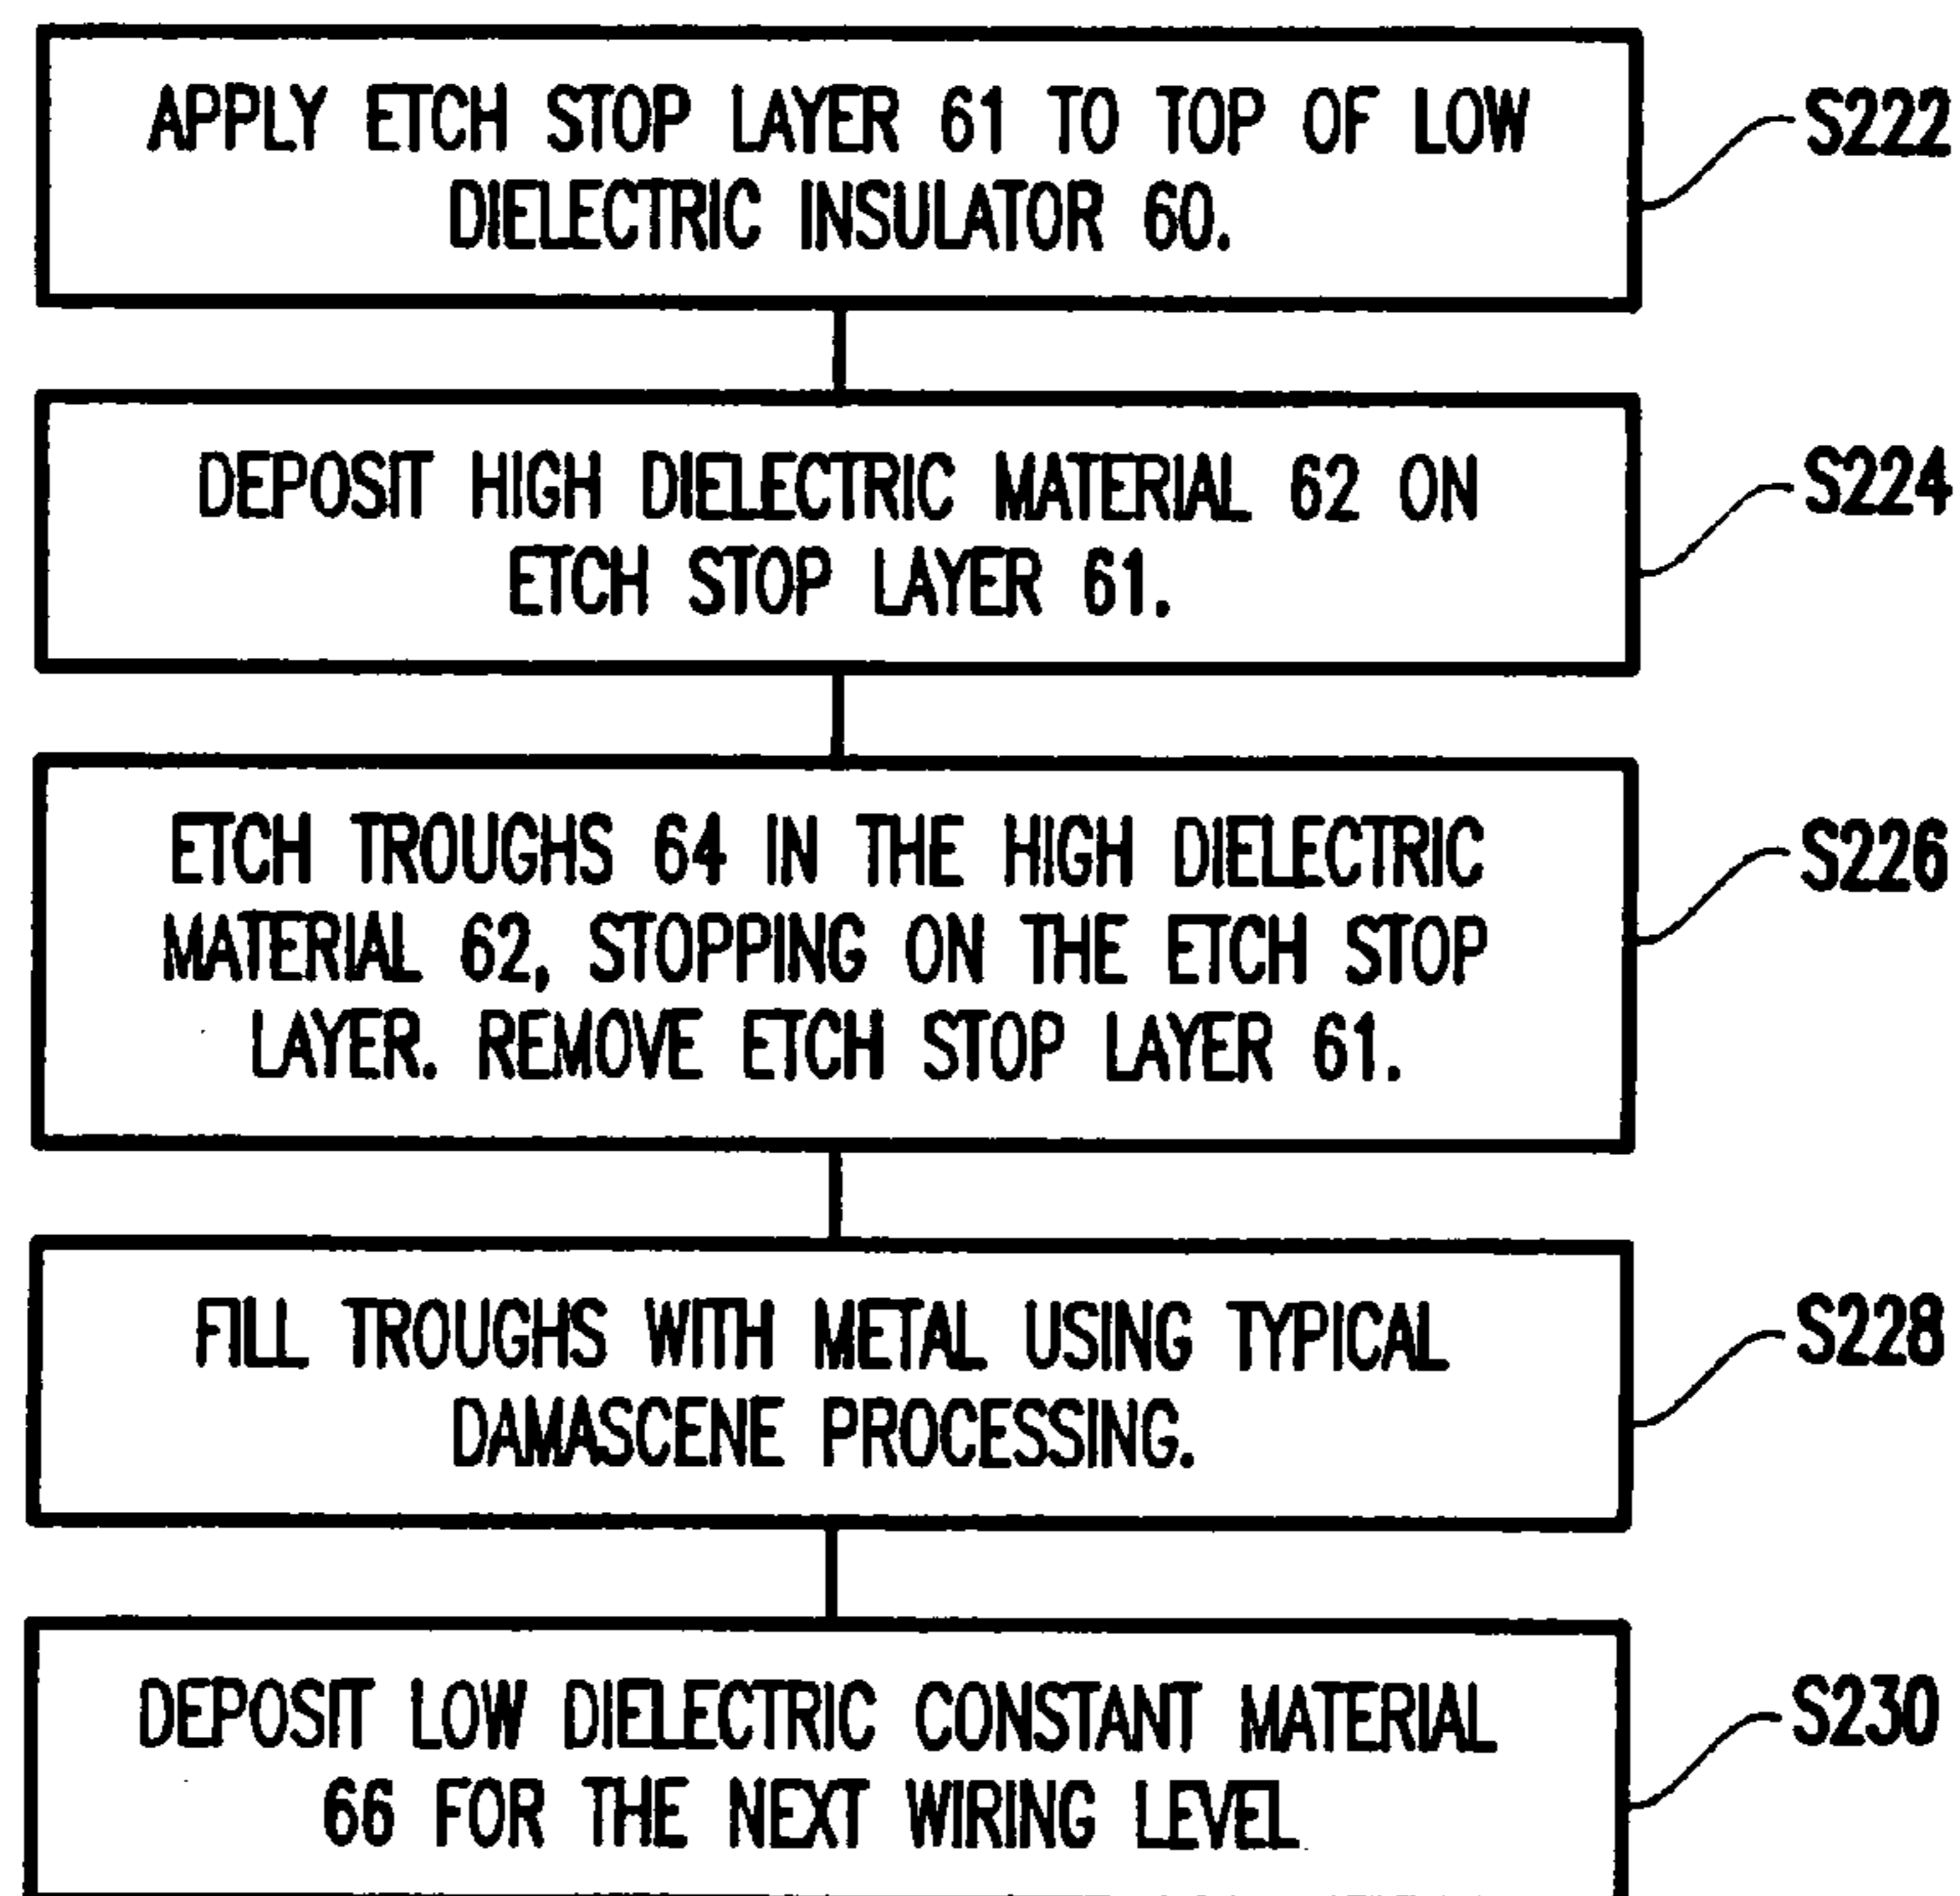 APPLY ETCH STOP LAYER 61 TO TOP OF LOW
DIELECTRIC INSULATOR 60.
S222
DEPOSIT HIGH DIELECTRIC MATERIAL 62 ON
ETCH STOP LAYER 61.
S224
ETCH TROUGHS 64 IN THE HIGH DIELECTRIC
MATERIAL 62, STOPPING ON THE ETCH STOP
LAYER. REMOVE ETCH STOP LAYER 61.
S226
FILL TROUGHS WITH METAL USING TYPICAL
DAMASCENE PROCESSING.
S228
DEPOSIT LOW DIELECTRIC CONSTANT MATERIAL
66 FOR THE NEXT WIRING LEVEL
S230